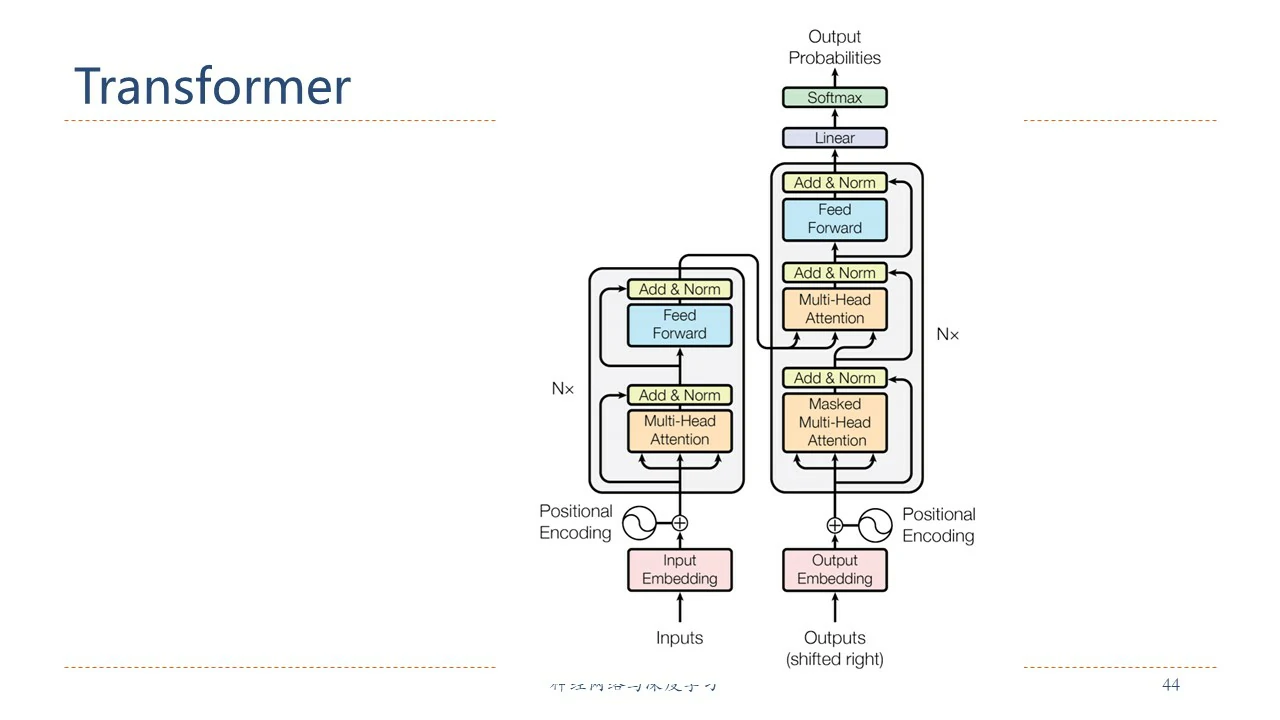 Transformer
Output
Probabilities
Softmax
Linear
Add & Norm
Feed
Forward
Add & Norm
Multi-Head
Attention
Add & Norm
Masked
Multi-Head
Attention
N×
Add & Norm
Feed
Forward
Add & Norm
Multi-Head
Attention
N×
Positional
Encoding
Positional
Encoding
Input
Embedding
Output
Embedding
Inputs
Outputs
(shifted right)
神经网络与深度学习
44